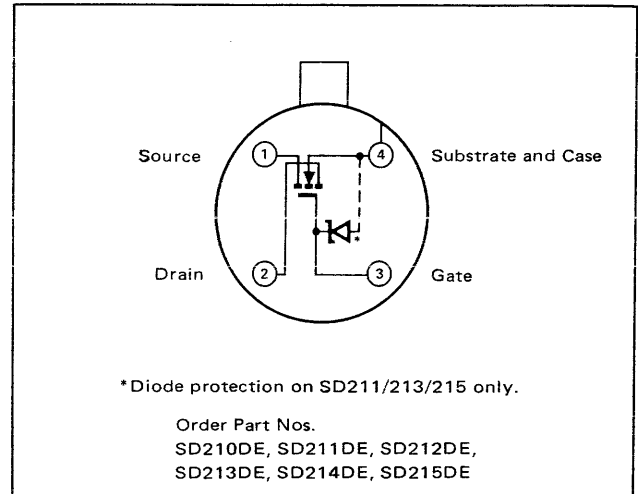 Source 1 4 Substrate and Case
*
Drain 2 3 Gate
*Diode protection on SD211/213/215 only.
Order Part Nos.
SD210DE, SD211DE, SD212DE,
SD213DE, SD214DE, SD215DE